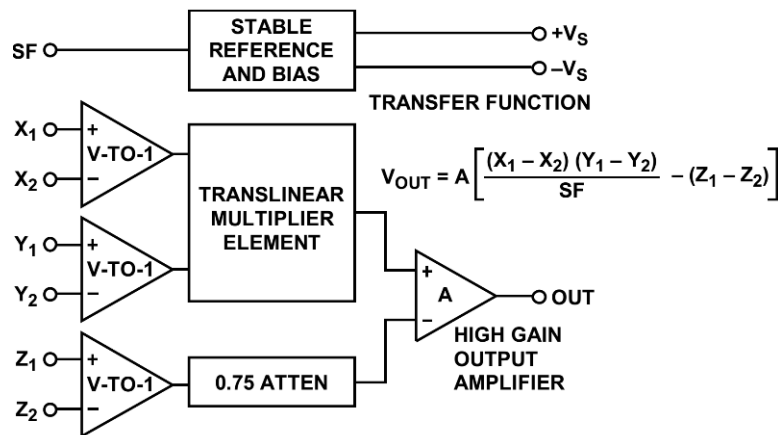 SF
STABLE
REFERENCE
AND BIAS
+VS
–VS
TRANSFER FUNCTION
X1
+
V-TO-1
X2
–
TRANSLINEAR
MULTIPLIER
ELEMENT
VOUT = A [ (X1 – X2) (Y1 – Y2) / SF – (Z1 – Z2) ]
Y1
+
V-TO-1
Y2
–
+
A
–
OUT
HIGH GAIN
OUTPUT
AMPLIFIER
Z1
+
V-TO-1
Z2
–
0.75 ATTEN